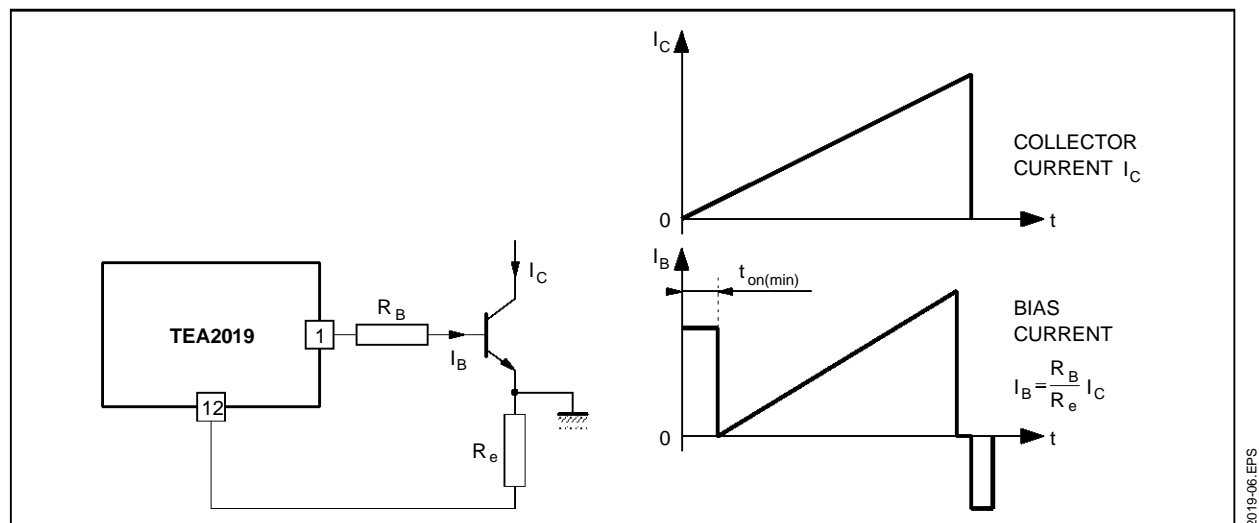 TEA2019
1
12
R_B
I_B
I_C
R_e
I_C
COLLECTOR
CURRENT I_C
0
t
I_B
t_on(min)
BIAS
CURRENT
I_B = R_B/R_e I_C
0
t
2019-06.EPS